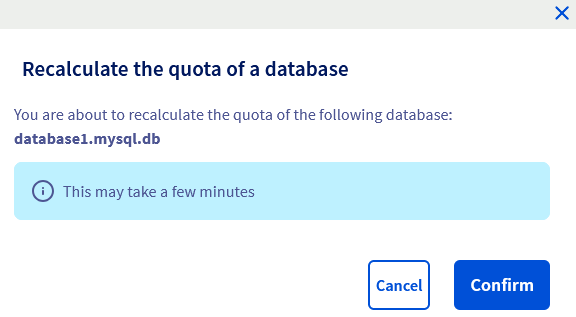 Recalculate the quota of a database
You are about to recalculate the quota of the following database:
database1.mysql.db
This may take a few minutes
Cancel
Confirm